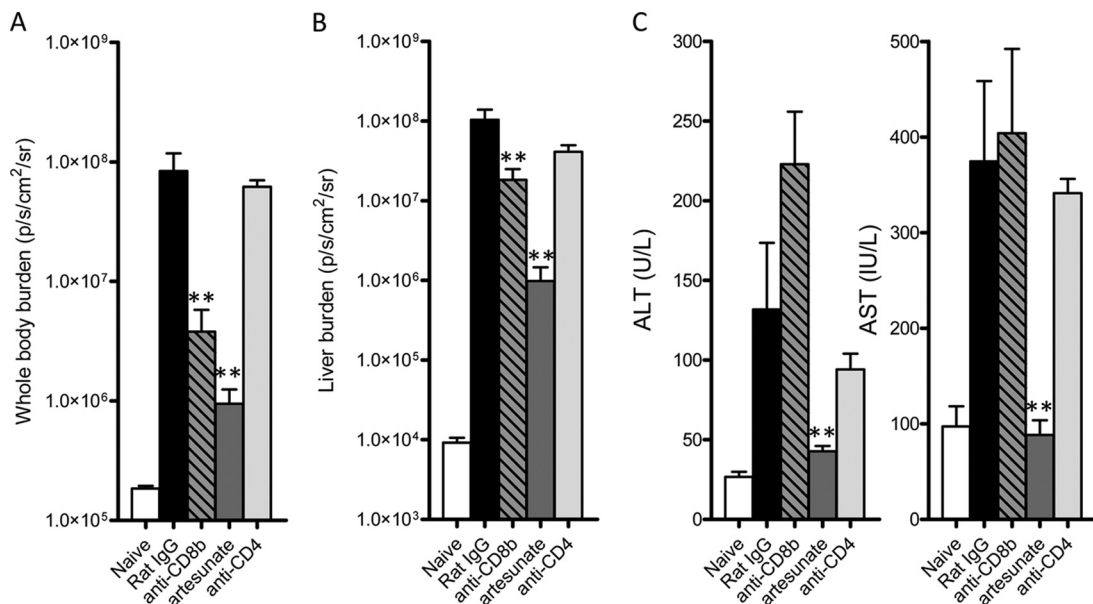 A
Whole body burden (p/s/cm²/sr)
1.0×10⁹
1.0×10⁸
1.0×10⁷
1.0×10⁶
1.0×10⁵
**
**
Naive
Rat IgG
anti-CD8b
artesunate
anti-CD4
B
Liver burden (p/s/cm²/sr)
1.0×10⁹
1.0×10⁸
1.0×10⁷
1.0×10⁶
1.0×10⁵
1.0×10⁴
1.0×10³
**
**
Naive
Rat IgG
anti-CD8b
artesunate
anti-CD4
C
ALT (U/L)
300
250
200
150
100
50
0
**
Naive
Rat IgG
anti-CD8b
artesunate
anti-CD4
AST (IU/L)
500
400
300
200
100
0
**
Naive
Rat IgG
anti-CD8b
artesunate
anti-CD4